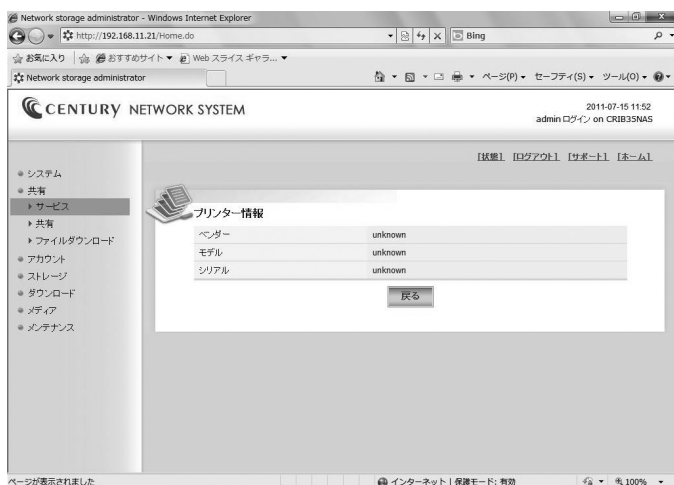 Network storage administrator - Windows Internet Explorer
http://192.168.11.21/Home.do
Bing
お気に入り おすすめサイト ▼ Web スライス ギャラ... ▼
Network storage administrator
ページ(P) ▼ セーフティ(S) ▼ ツール(O) ▼
CENTURY NETWORK SYSTEM
2011-07-15 11:52
admin ログイン on CRIB35NAS
[状態] [ログアウト] [サポート] [ホーム]
システム
共有
サービス
共有
ファイルダウンロード
アカウント
ストレージ
ダウンロード
メディア
メンテナンス
プリンター情報
ベンダー unknown
モデル unknown
シリアル unknown
戻る
ページが表示されました
インターネット | 保護モード: 有効
100%